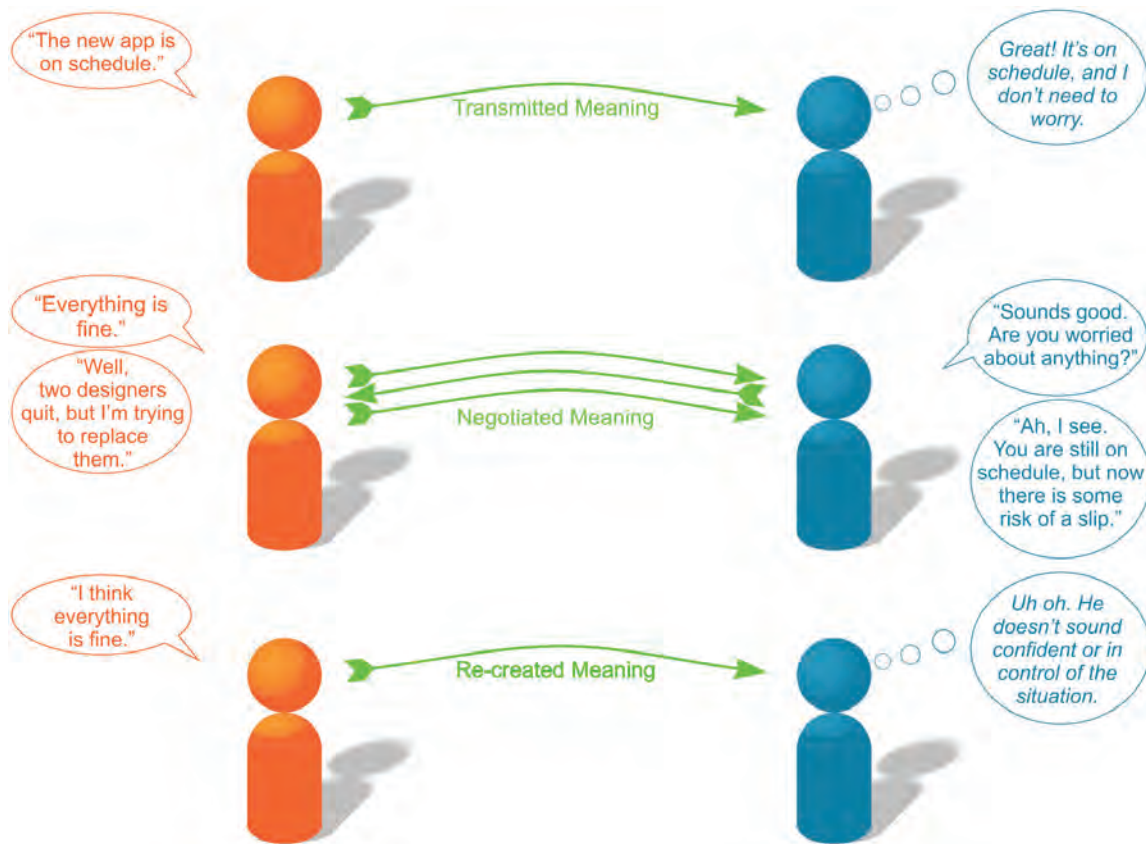 “The new app is
on schedule.”
Transmitted Meaning
Great! It’s on
schedule, and I
don’t need to
worry.
“Everything is
fine.”
“Well,
two designers
quit, but I’m trying
to replace
them.”
Negotiated Meaning
“Sounds good.
Are you worried
about anything?”
“Ah, I see.
You are still on
schedule, but now
there is some
risk of a slip.”
“I think
everything
is fine.”
Re-created Meaning
Uh oh. He
doesn’t sound
confident or in
control of the
situation.